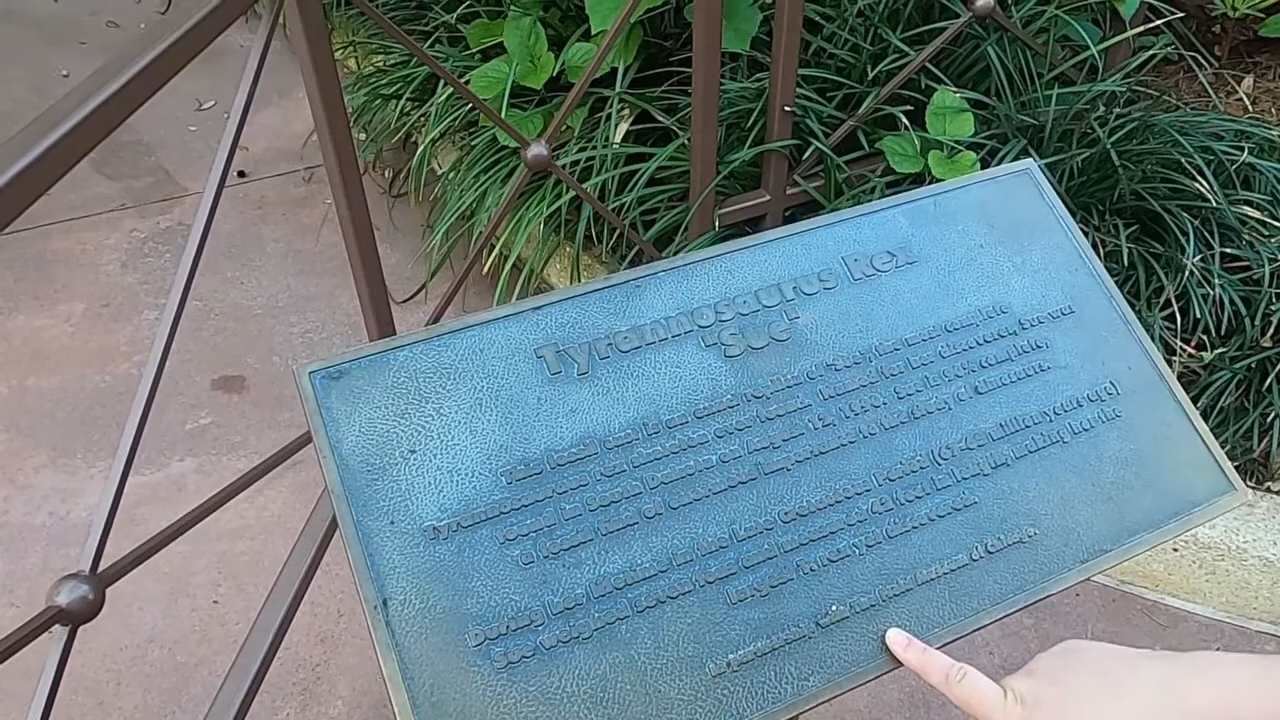 Tyrannosaurus Rex
"Sue"
This fossil cast is an exact replica of "Sue", the most complete
Tyrannosaurus rex skeleton ever found. Named for her discoverer, Sue was
found in South Dakota on August 12, 1990. Sue is 90% complete,
a fossil find of enormous importance to the study of dinosaurs.
During her lifetime in the Late Cretaceous Period (67-65 million years ago)
Sue weighed seven tons and measured 42 feet in length, making her the
largest T. rex yet discovered.
In partnership with The Field Museum of Chicago.